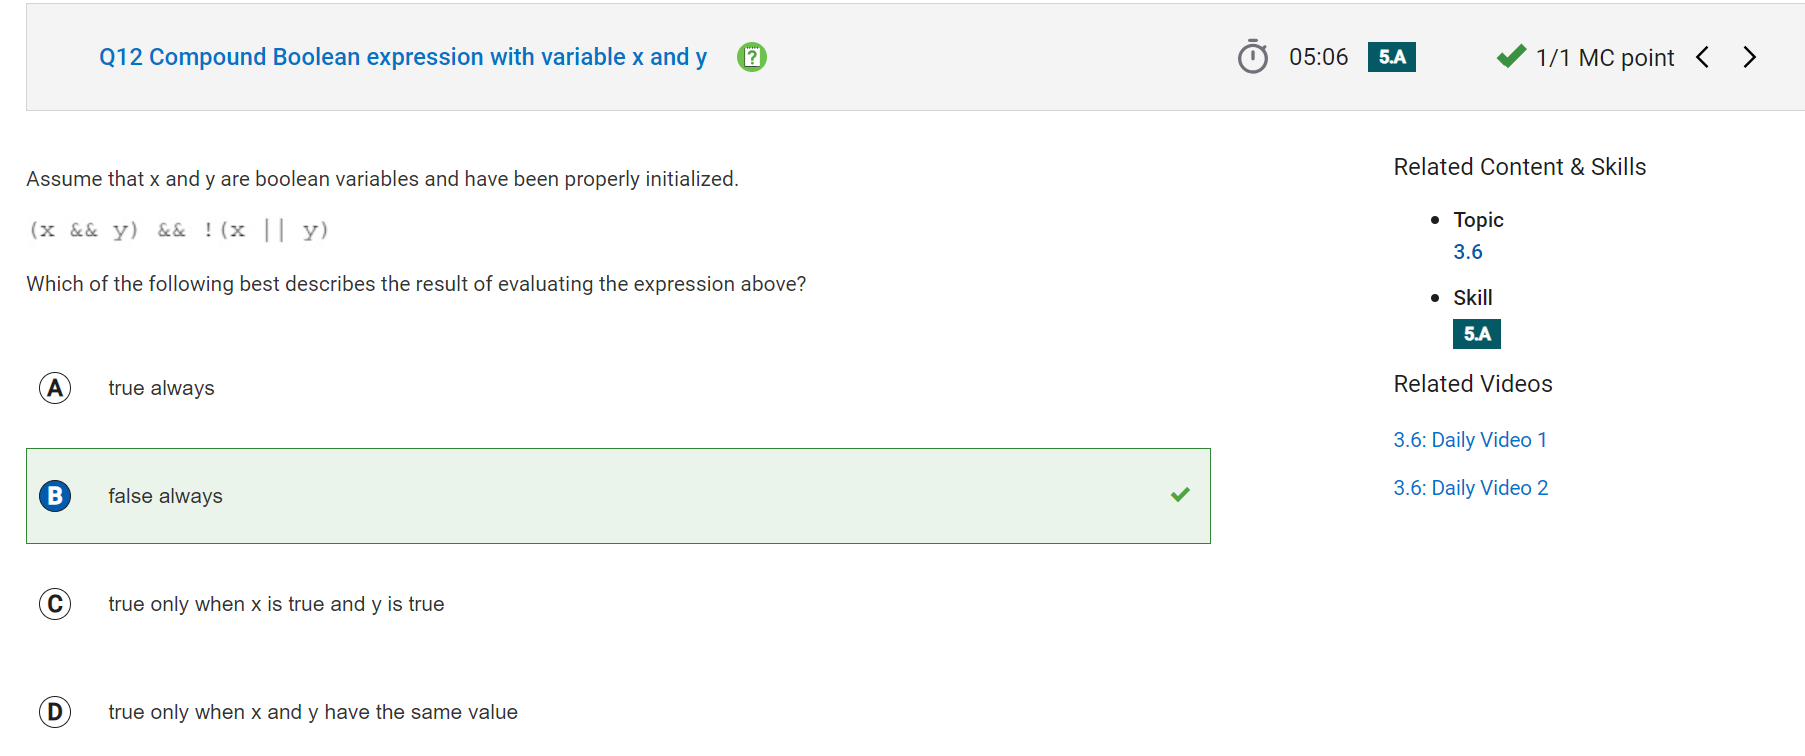 Q12 Compound Boolean expression with variable x and y ? 05:06 5.A 1/1 MC point
Assume that x and y are boolean variables and have been properly initialized.
(x && y) && !(x || y)
Which of the following best describes the result of evaluating the expression above?
A true always
B false always
C true only when x is true and y is true
D true only when x and y have the same value
Related Content & Skills
• Topic
3.6
• Skill
5.A
Related Videos
3.6: Daily Video 1
3.6: Daily Video 2